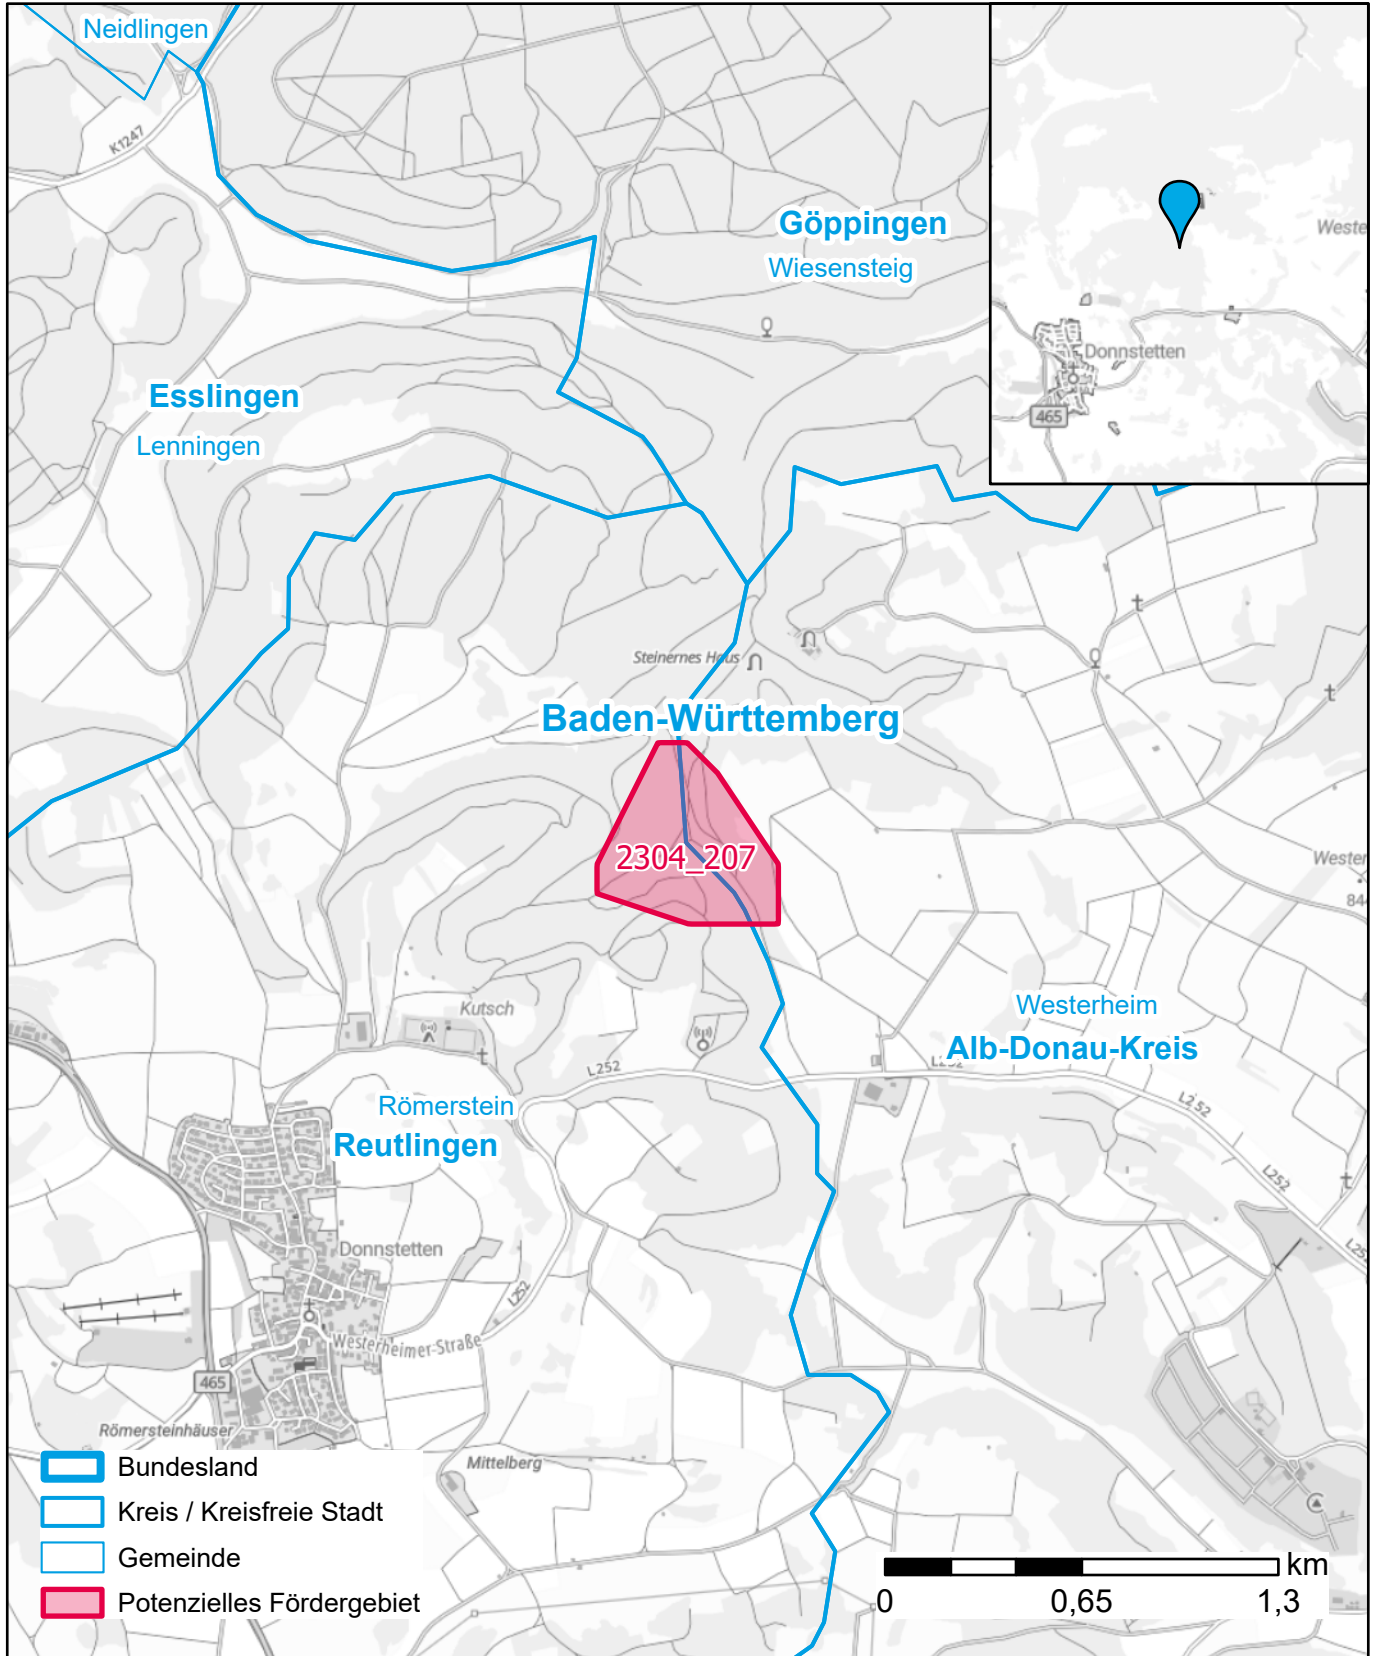 Neidlingen
K1247
Göppingen
Wiesensteig
Donnstetten
465
Esslingen
Lenningen
Steinernes Haus
Baden-Württemberg
2304_207
Kutsch
Westerheim
Alb-Donau-Kreis
L252
L252
L252
Römerstein
Reutlingen
L252
Donnstetten
L252
Westerheimer-Straße
465
Römersteinhäuser
Mittelberg
Bundesland
Kreis / Kreisfreie Stadt
Gemeinde
Potenzielles Fördergebiet
km
0 0,65 1,3